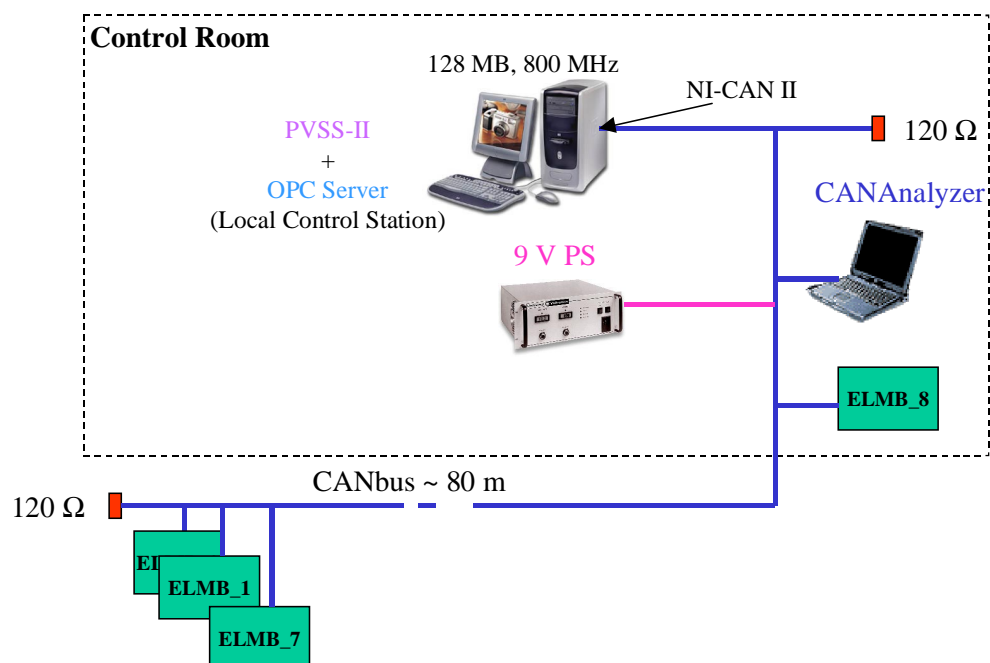 Control Room
128 MB, 800 MHz
NI-CAN II
120 Ω
PVSS-II
+
OPC Server
(Local Control Station)
CANAnalyzer
9 V PS
ELMB_8
CANbus ~ 80 m
120 Ω
ELMB_1
ELMB_7